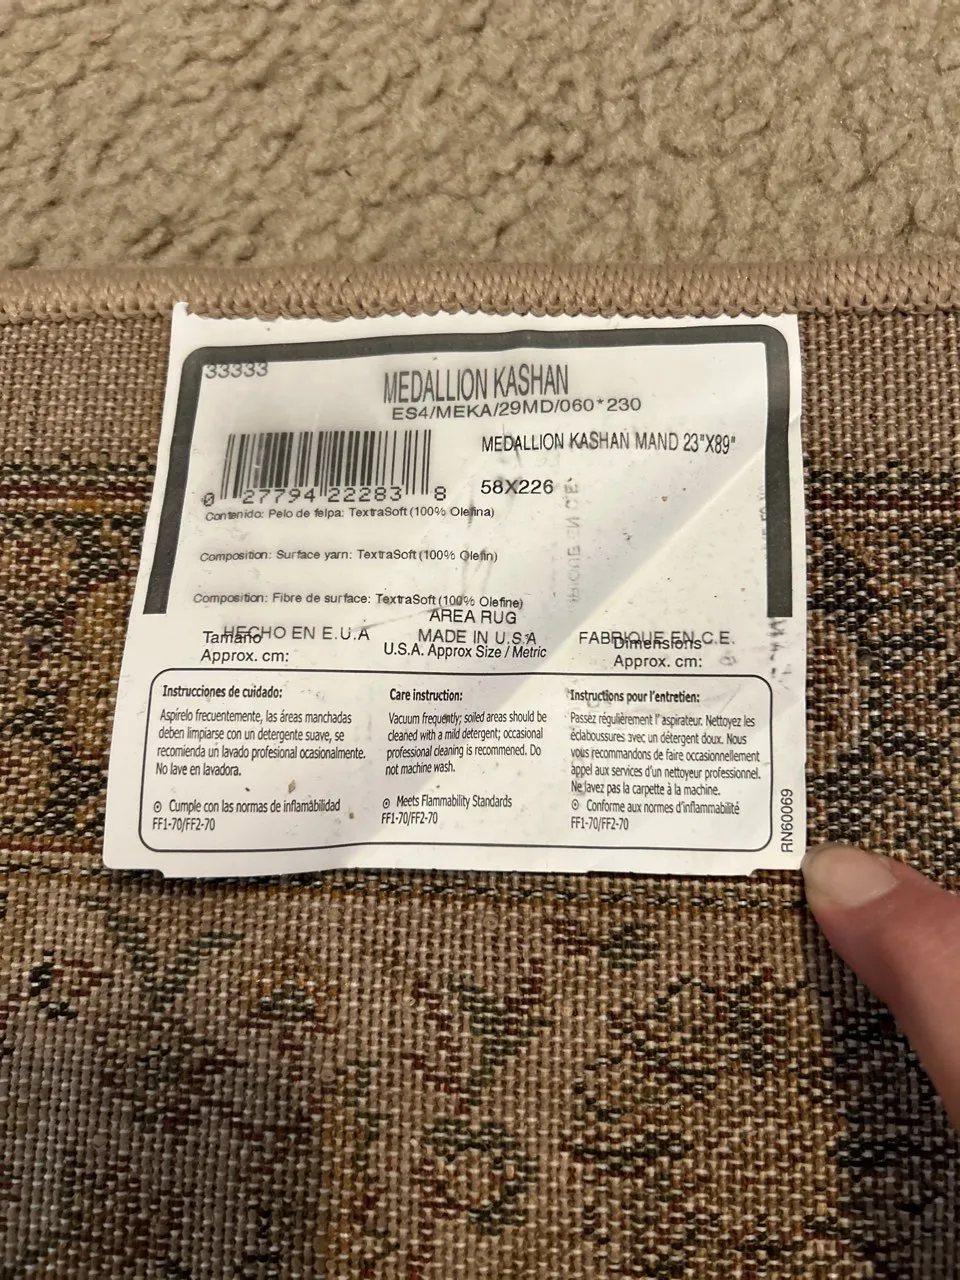 33333
MEDALLION KASHAN
ES4/MEKA/29MD/060*230
MEDALLION KASHAN MAND 23"X89"
58X226
0 27794 22283 8
Contenido: Pelo de felpa: TextraSoft (100% Olefina)
Composition: Surface yarn: TextraSoft (100% Olefin)
Composition: Fibre de surface: TextraSoft (100% Olefine)
AREA RUG
HECHO EN E.U.A
MADE IN U.S.A
FABRIQUE EN C.E.
Tamano
Approx. cm:
U.S.A. Approx Size / Metric
Dimensions
Approx. cm:
Instrucciones de cuidado:
Aspírelo frecuentemente, las áreas manchadas
deben limpiarse con un detergente suave, se
recomienda un lavado profesional ocasionalmente.
No lave en lavadora.
Cumple con las normas de inflamabilidad
FF1-70/FF2-70
Care instruction:
Vacuum frequently; soiled areas should be
cleaned with a mild detergent; occasional
professional cleaning is recommened. Do
not machine wash.
Meets Flammability Standards
FF1-70/FF2-70
Instructions pour l'entretien:
Passez régulièrement l'aspirateur. Nettoyez les
éclaboussures avec un détergent doux. Nous
vous recommandons de faire occasionnellement
appel aux services d'un nettoyeur professionnel.
Ne lavez pas la carpette à la machine.
Conforme aux normes d'inflammabilité
FF1-70/FF2-70
RN60069